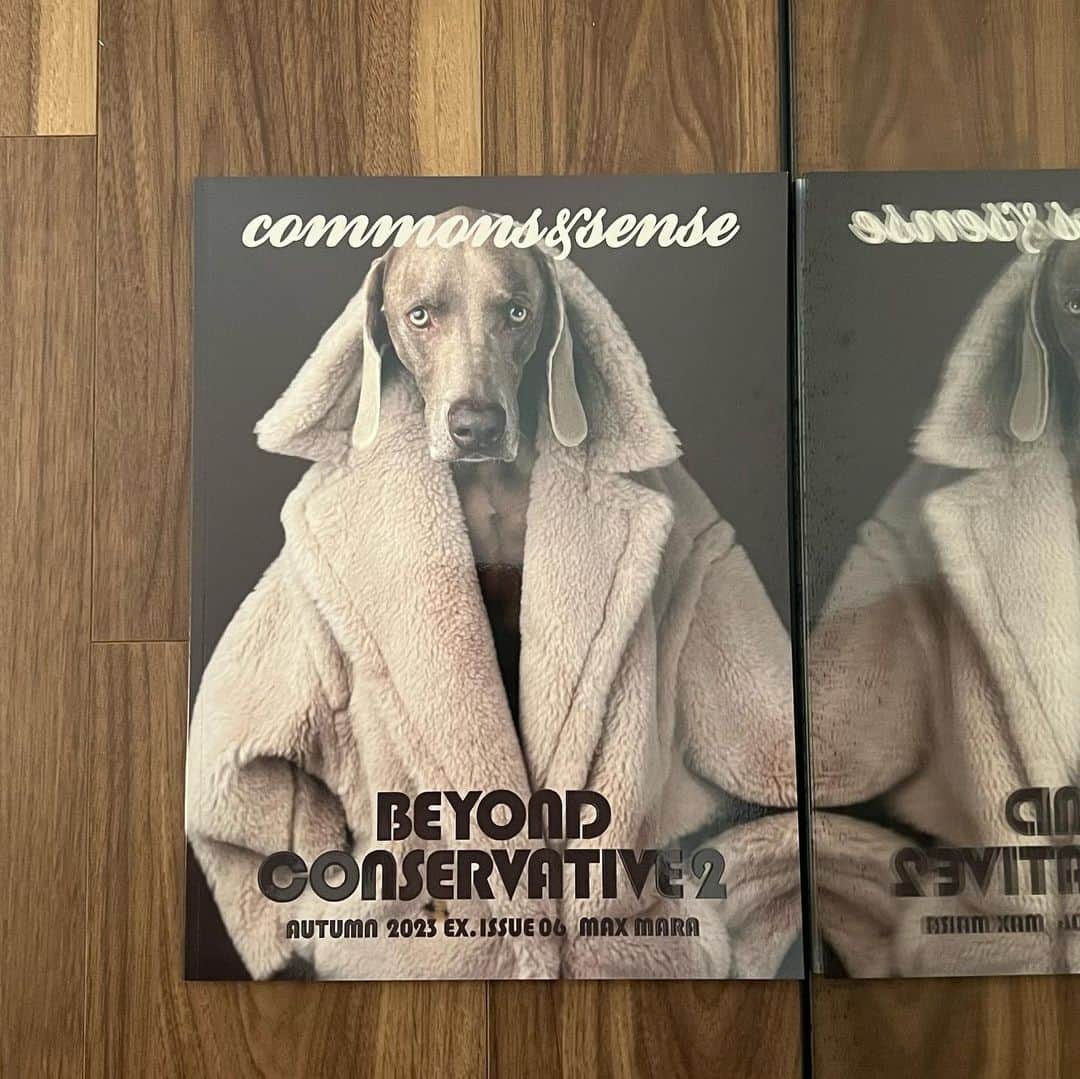 commons&sense
BEYOND
CONSERVATIVE2
AUTUMN 2023 EX. ISSUE 06 MAX MARA